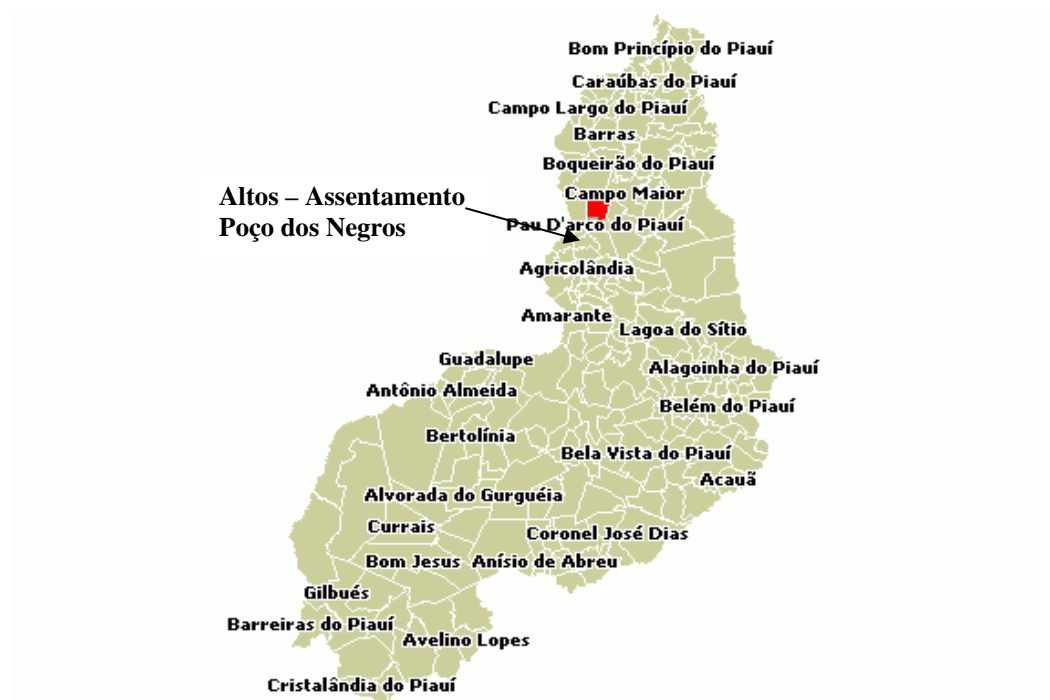 Bom Princípio do Piauí
Caraúbas do Piauí
Campo Largo do Piauí
Barras
Boqueirão do Piauí
Campo Maior
Altos – Assentamento
Poço dos Negros
Pau D'arco do Piauí
Agricolândia
Amarante
Lagoa do Sítio
Guadalupe
Alagoinha do Piauí
Antônio Almeida
Belém do Piauí
Bertolínia
Bela Vista do Piauí
Acauã
Alvorada do Gurguéia
Currais
Coronel José Dias
Bom Jesus
Anísio de Abreu
Gilbués
Barreiras do Piauí
Avelino Lopes
Cristalândia do Piauí